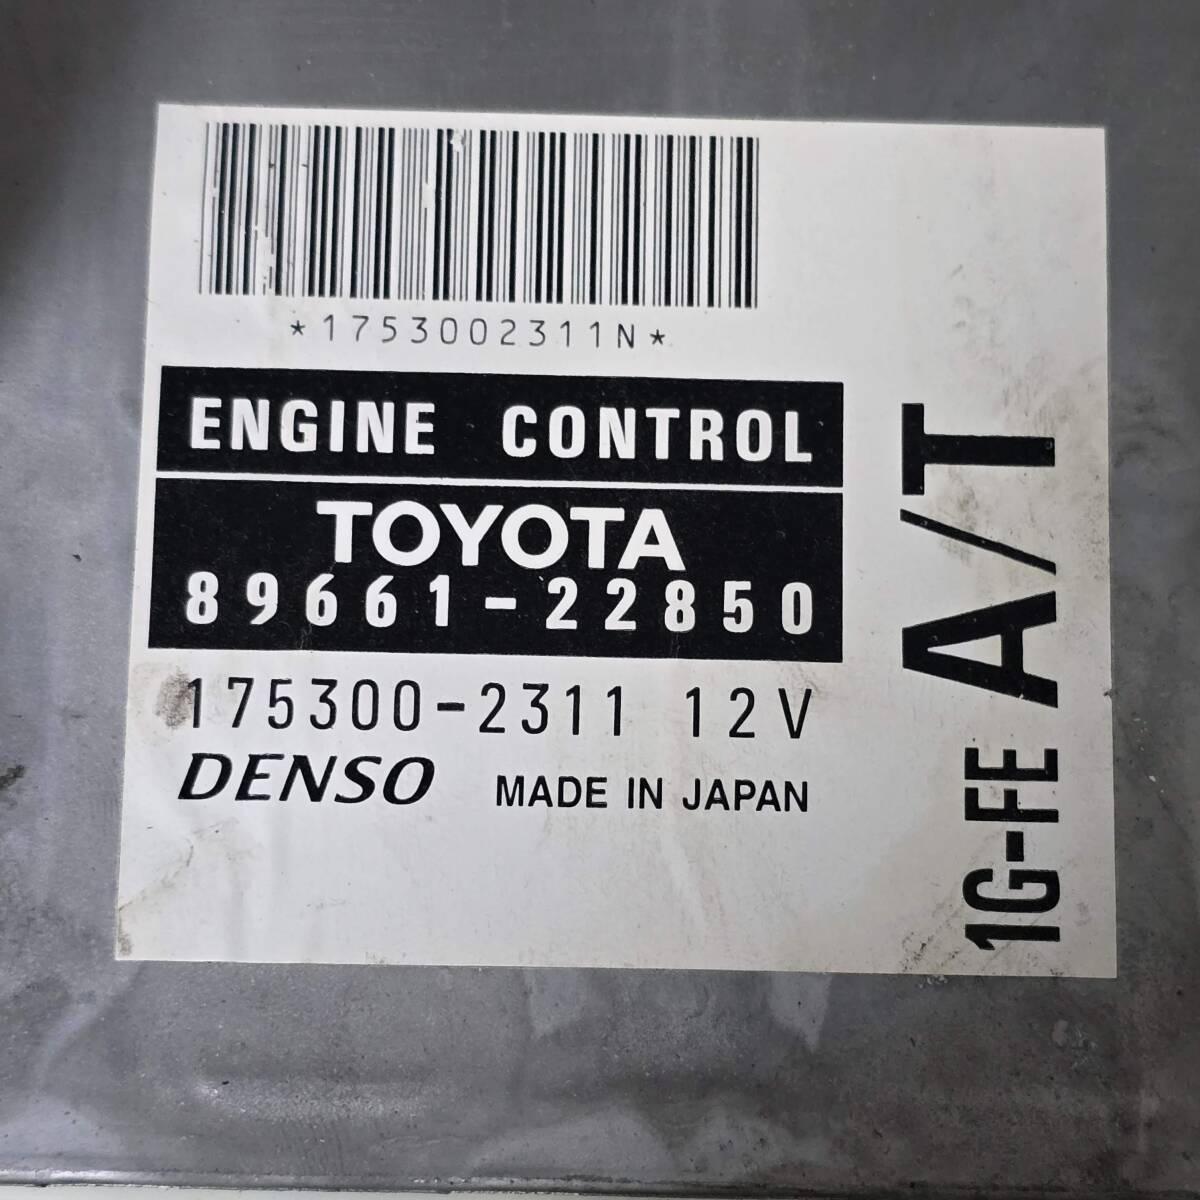 *1753002311N*
ENGINE CONTROL
TOYOTA
89661-22850
175300-2311 12V
DENSO MADE IN JAPAN
1G-FE A/T